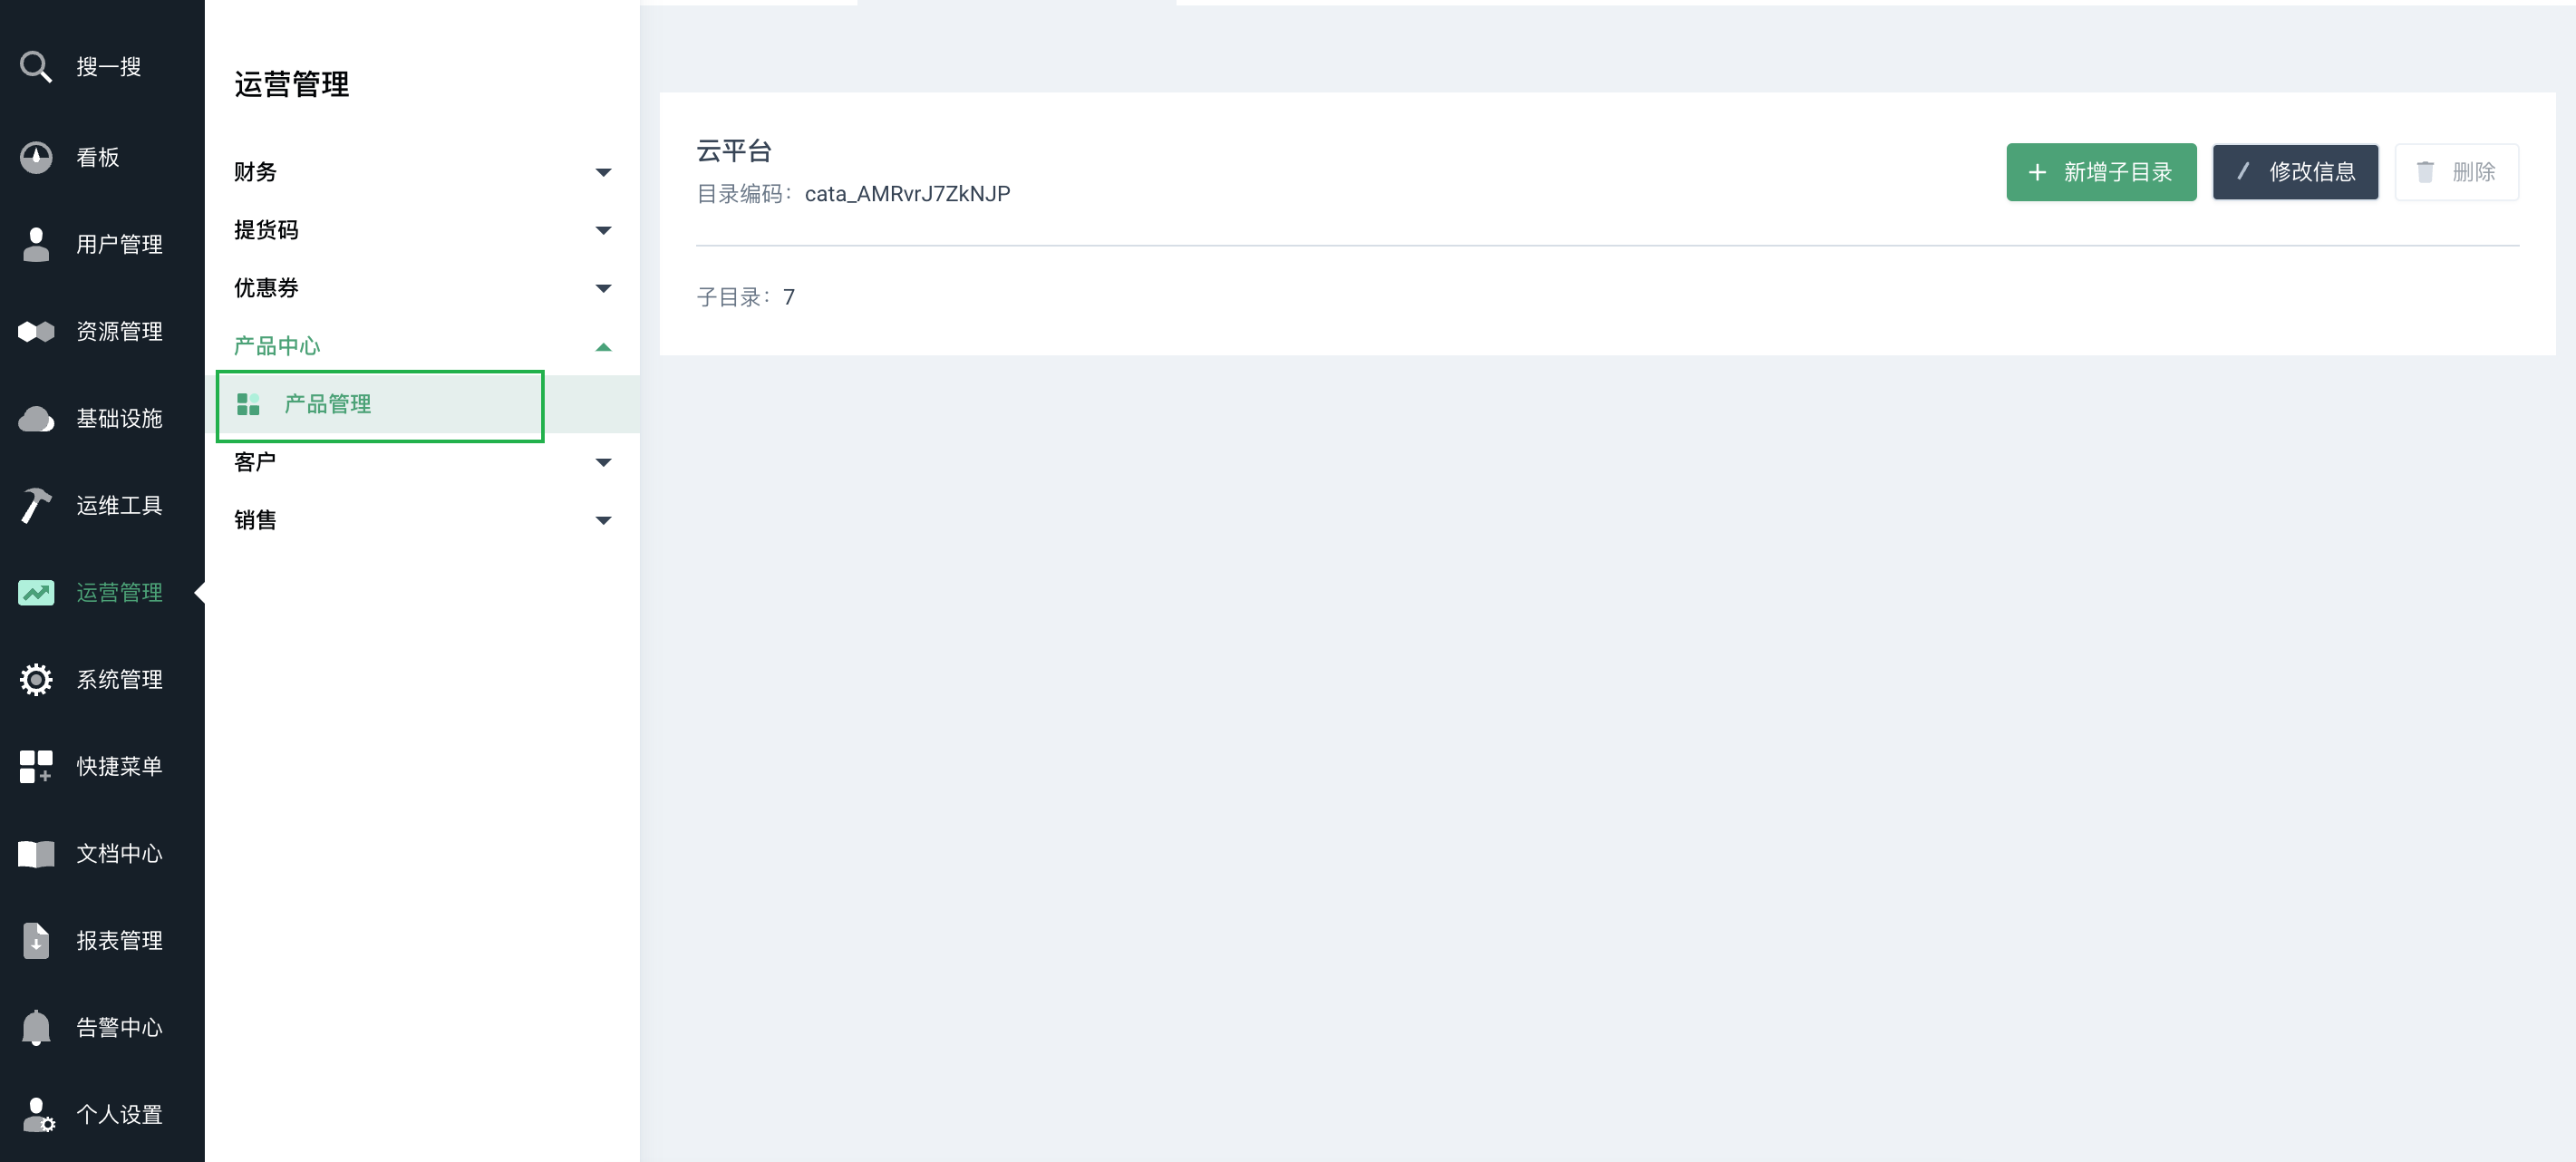 搜一搜
看板
用户管理
资源管理
基础设施
运维工具
运营管理
系统管理
快捷菜单
文档中心
报表管理
告警中心
个人设置
运营管理
财务
提货码
优惠券
产品中心
产品管理
客户
销售
云平台
目录编码： cata_AMRvrJ7ZkNJP
新增子目录
修改信息
删除
子目录： 7